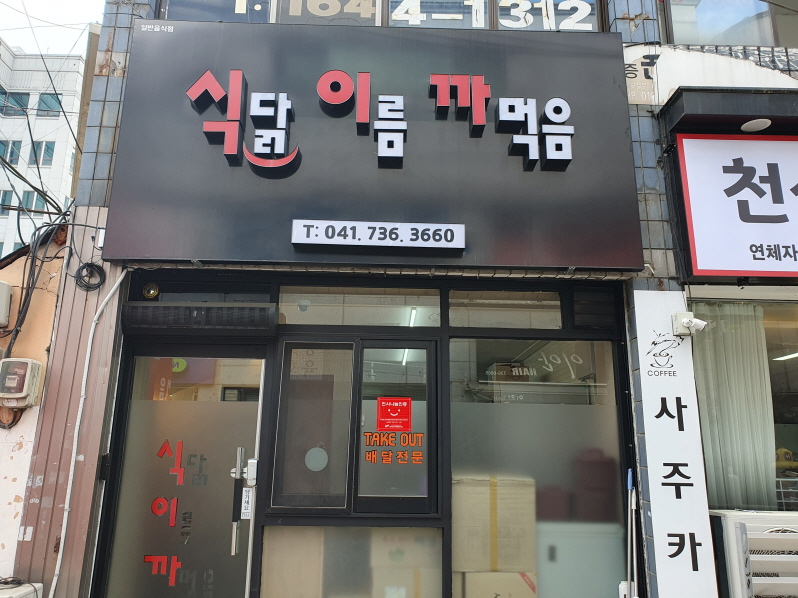 일반음식점
식닭 이름 까먹음
T: 041. 736. 3660
천
연체자
COFFEE
사주카
TAKE OUT
배달전문
식닭
이름
까먹음
HAIR